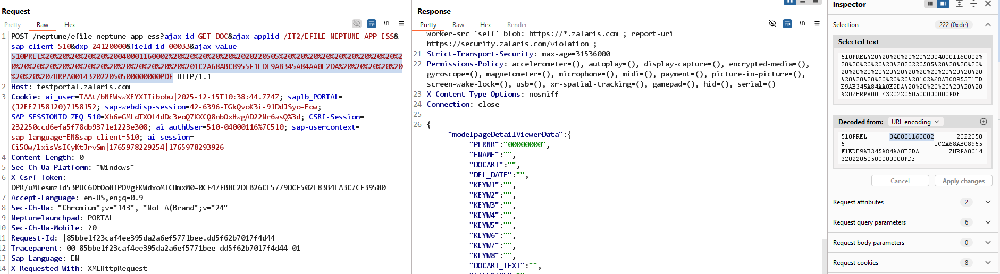 Request
Pretty Raw Hex
\n
1 POST /neptune/efile_neptune_app_ess?ajax_id=GET_DOC&ajax_applid=/IT2/EFILE_NEPTUNE_APP_ESS&
sap-client=510&dxp=24120000&field_id=00033&ajax_value=
510PREL%20%20%20%20%20%20040001160002%20%20%20%20%20%2020220505%20%20%20%20%20%20%20%20%20%2
0%20%20%20%20%20%20%20%20%20%20%20%20%20%201C2A68ABC8955F1EDE9AB345A84AA0E2DA%20%20%20%20%20
%20%20%20ZHRPA0014320220505000000000PDF HTTP/1.1
2 Host: testportal.zalaris.com
3 Cookie: ai_user=TAAt/bNEWswXEYXIIibobu|2025-12-15T10:38:44.774Z; saplb_PORTAL=
(J2EE7158120)7158152; sap-webdisp-session=42-6396-TGkQvoK3i-91DdJSyo-Eow;
SAP_SESSIONID_ZEQ_510=Xh6eGMLdTXOL4dDc3eoQ7KXCQ8nbOxHwgAD22Nr6wsQ%3d; CSRF-Session=
232250ccd6efa5f78db9371e1223e308; ai_authUser=510-04000116%7C510; sap-usercontext=
sap-language=EN&sap-client=510; ai_session=
Ci5Ow/lxisVsICyKtJrvSm|1765978229254|1765978293926
4 Content-Length: 0
5 Sec-Ch-Ua-Platform: "Windows"
6 X-Csrf-Token:
DPR/uMLesmzld53PUC6DtOo8fPOVgFKWdxoMTCHmxM0=0CF47FB8C2DEB26CE5779DCF502E83B4EA3C7CF39580
7 Accept-Language: en-US,en;q=0.9
8 Sec-Ch-Ua: "Chromium";v="143", "Not A(Brand";v="24"
9 Neptunelaunchpad: PORTAL
10 Sec-Ch-Ua-Mobile: ?0
11 Request-Id: |85bbe1f23caf4ee395da2a6ef5771bee.dd5f62b7017f4d44
12 Traceparent: 00-85bbe1f23caf4ee395da2a6ef5771bee-dd5f62b7017f4d44-01
13 Sap-Language: EN
14 X-Requested-With: XMLHttpRequest
Response
Pretty Raw Hex Render
\n
worker-src 'self' blob: https://*.zalaris.com ; report-uri
https://security.zalaris.com/violation ;
21 Strict-Transport-Security: max-age=31536000
22 Permissions-Policy: accelerometer=(), autoplay=(), display-capture=(), encrypted-media=(),
gyroscope=(), magnetometer=(), microphone=(), midi=(), payment=(), picture-in-picture=(),
screen-wake-lock=(), usb=(), xr-spatial-tracking=(), gamepad=(), hid=(), serial=()
23 X-Content-Type-Options: nosniff
24 Connection: close
25
26 {
"modelpageDetailViewerData":{
"PERNR":"00000000",
"ENAME":"",
"DOCART":"",
"DEL_DATE":"",
"KEYW1":"",
"KEYW2":"",
"KEYW3":"",
"KEYW4":"",
"KEYW5":"",
"KEYW6":"",
"KEYW7":"",
"KEYW8":"",
"DOCART_TEXT":"",
Inspector
Selection 222 (0xde)
Selected text
510PREL%20%20%20%20%20%20040001160002%
20%20%20%20%20%2020220505%20%20%20%20%
20%20%20%20%20%20%20%20%20%20%20%20%20
%20%20%20%20%20%20%201C2A68ABC8955F1ED
E9AB345A84AA0E2DA%20%20%20%20%20%20%20
%20ZHRPA0014320220505000000000PDF
Decoded from: URL encoding
510PREL 040001160002 2022050
5 1C2A68ABC8955
F1EDE9AB345A84AA0E2DA ZHRPA0014
320220505000000000PDF
Cancel Apply changes
Request attributes 2
Request query parameters 6
Request body parameters 0
Request cookies 8